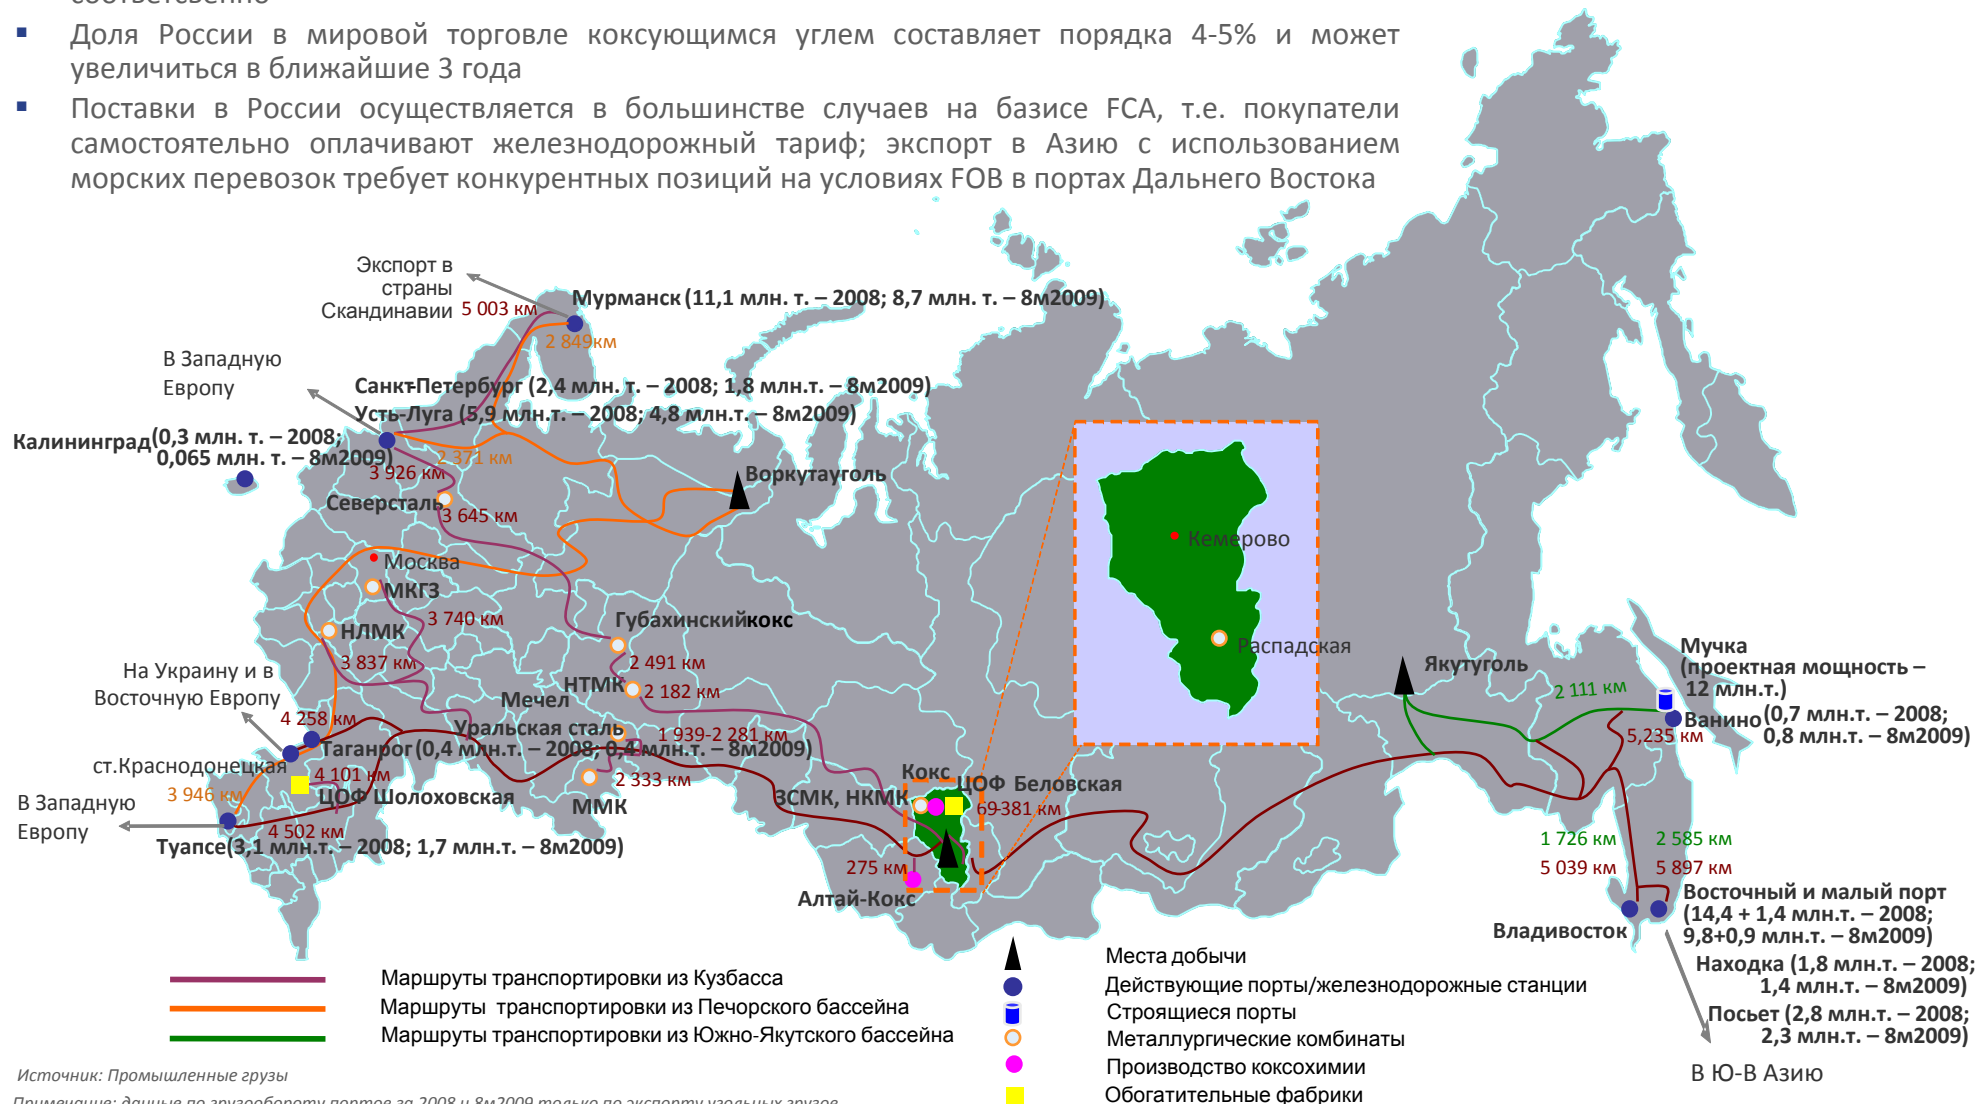 соответсвенно
▪ Доля России в мировой торговле коксующимся углем составляет порядка 4-5% и может
увеличиться в ближайшие 3 года
▪ Поставки в России осуществляется в большинстве случаев на базисе FCA, т.е. покупатели
самостоятельно оплачивают железнодорожный тариф; экспорт в Азию с использованием
морских перевозок требует конкурентных позиций на условиях FOB в портах Дальнего Востока
Экспорт в
страны
Скандинавии
5 003 км
Мурманск (11,1 млн. т. – 2008; 8,7 млн. т. – 8м2009)
2 849км
В Западную
Европу
Санкт-Петербург (2,4 млн. т. – 2008; 1,8 млн.т. – 8м2009)
Усть-Луга (5,9 млн.т. – 2008; 4,8 млн.т. – 8м2009)
Калининград (0,3 млн. т. – 2008;
0,065 млн. т. – 8м2009)
2 371 км
3 926 км
Воркутауголь
Северсталь
3 645 км
Москва
МКГЗ
3 740 км
Губахинский кокс
НЛМК
3 837 км
2 491 км
НТМК
2 182 км
Мечел
Уральская сталь
1 939-2 281 км
2 333 км
ММК
На Украину и в
Восточную Европу
4 258 км
Таганрог (0,4 млн.т. – 2008; 0,4 млн.т. – 8м2009)
ст.Краснодонецкая
4 101 км
ЦОФ Шолоховская
3 946 км
В Западную
Европу
4 502 км
Туапсе(3,1 млн.т. – 2008; 1,7 млн.т. – 8м2009)
Кемерово
Распадская
Кокс
ЦОФ Беловская
ЗСМК, НКМК
69-381 км
275 км
Алтай-Кокс
Якутуголь
2 111 км
Мучка
(проектная мощность –
12 млн.т.)
Ванино (0,7 млн.т. – 2008;
0,8 млн.т. – 8м2009)
5,235 км
1 726 км
2 585 км
5 039 км
5 897 км
Владивосток
Восточный и малый порт
(14,4 + 1,4 млн.т. – 2008;
9,8+0,9 млн.т. – 8м2009)
Находка (1,8 млн.т. – 2008;
1,4 млн.т. – 8м2009)
Посьет (2,8 млн.т. – 2008;
2,3 млн.т. – 8м2009)
В Ю-В Азию
Маршруты транспортировки из Кузбасса
Маршруты транспортировки из Печорского бассейна
Маршруты транспортировки из Южно-Якутского бассейна
Места добычи
Действующие порты/железнодорожные станции
Строящиеся порты
Металлургические комбинаты
Производство коксохимии
Обогатительные фабрики
Источник: Промышленные грузы
Примечание: данные по грузообороту портов за 2008 и 8м2009 только по экспорту угольных грузов